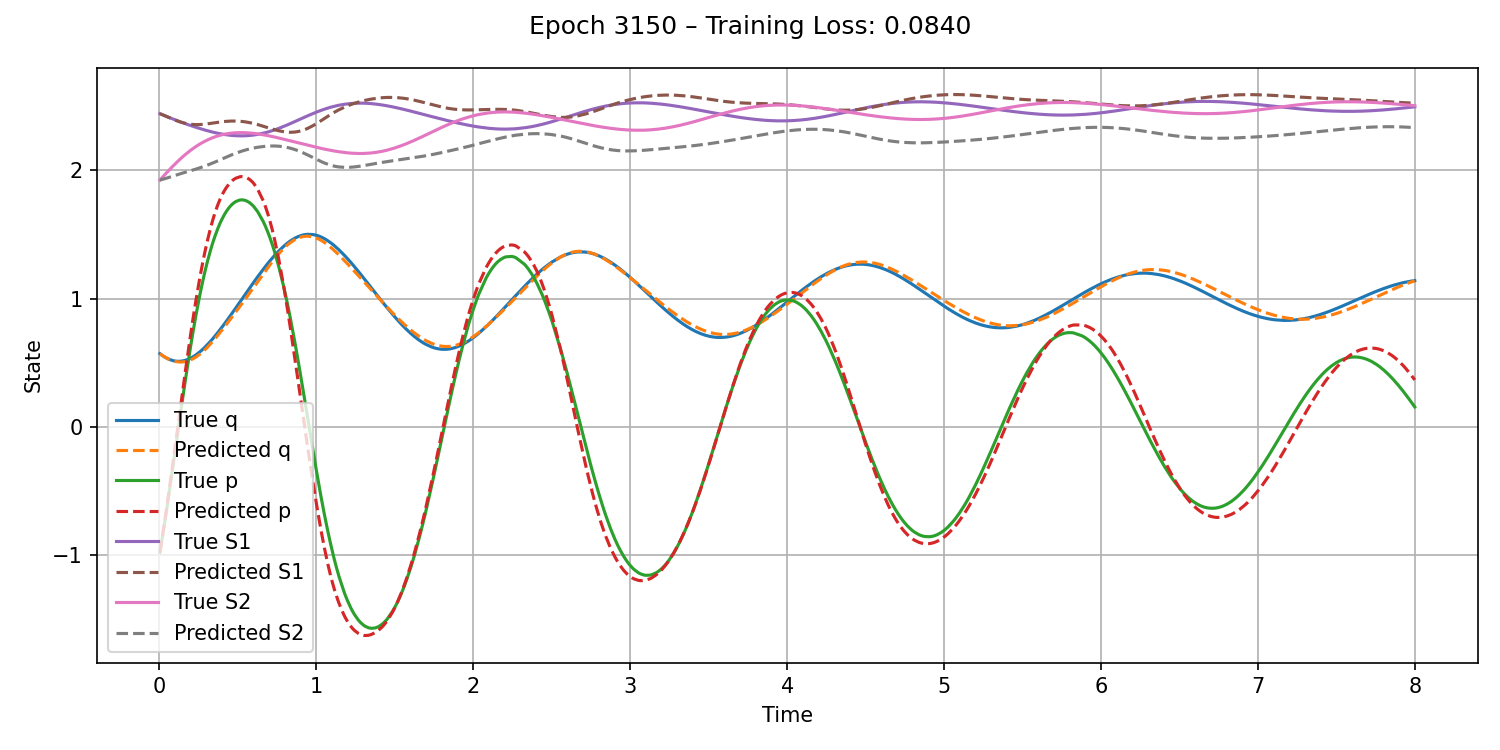 Epoch 3150 – Training Loss: 0.0840
State
2
1
0
−1
True q
Predicted q
True p
Predicted p
True S1
Predicted S1
True S2
Predicted S2
0 1 2 3 4 5 6 7 8
Time